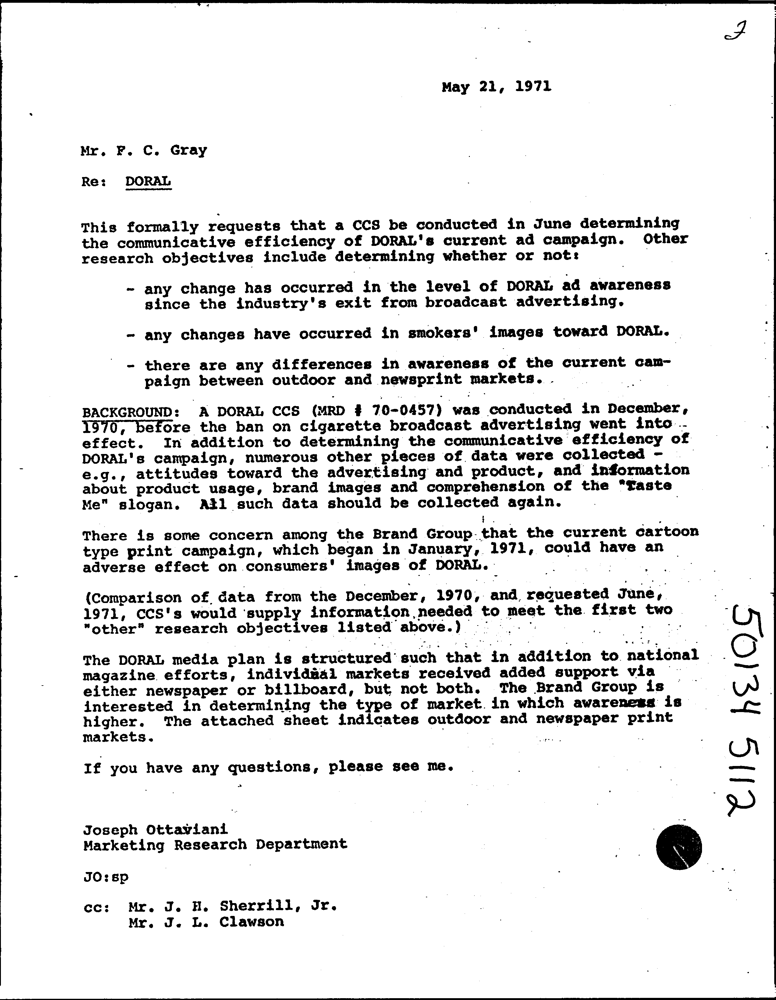 2
May 21, 1971
Mr. F. C. Gray
Re: DORAL
This formally requests that a CCS be conducted in June determining
the communicative efficiency of DORAL's current ad campaign. Other
research objectives include determining whether or not:
- any change has occurred in the level of DORAL ad awareness
since the industry's exit from broadcast advertising.
- any changes have occurred in smokers' images toward DORAL.
- there are any differences in awareness of the current cam-
paign between outdoor and newsprint markets.
BACKGROUND: A DORAL CCS (MRD # 70-0457) was conducted in December,
1970, before the ban on cigarette broadcast advertising went into
effect. In addition to determining the communicative efficiency of
DORAL's campaign, numerous other pieces of data were collected -
e.g., attitudes toward the advertising and product, and information
about product usage, brand images and comprehension of the "Taste
Me" slogan. All such data should be collected again.
There is some concern among the Brand Group that the current cartoon
type print campaign, which began in January, 1971, could have an
adverse effect on consumers' images of DORAL.
(Comparison of data from the December, 1970, and requested June,
1971, CCS's would supply information needed to meet the first two
"other" research objectives listed above.)
The DORAL media plan is structured such that in addition to national
magazine efforts, individual markets received added support via
either newspaper or billboard, but not both. The Brand Group is
interested in determining the type of market in which awareness is
higher. The attached sheet indicates outdoor and newspaper print
markets.
If you have any questions, please see me.
Joseph Ottaviani
Marketing Research Department
JO:sp
cc: Mr. J. H. Sherrill, Jr.
Mr. J. L. Clawson
50134 5112